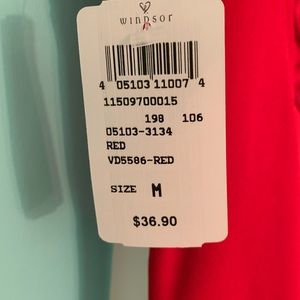 WINDSOR
4 05103 11007 4
11509700015
198 106
05103-3134
RED
VD5586-RED
SIZE M
$36.90